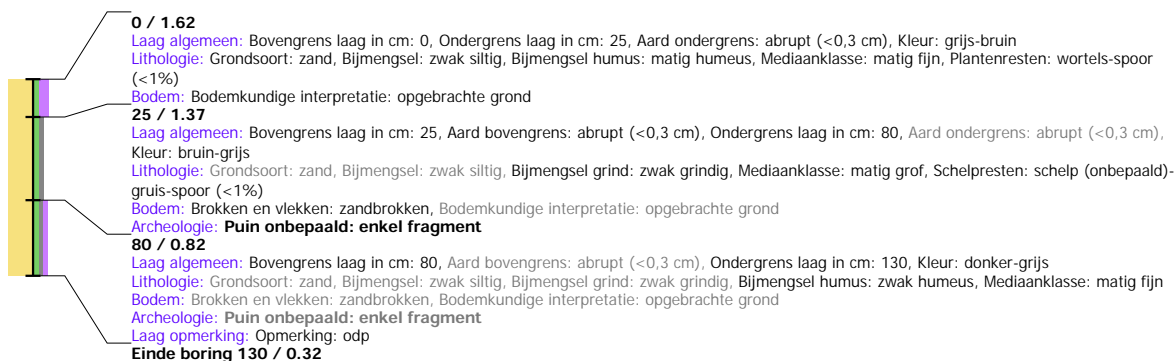 0 / 1.62
Laag algemeen: Bovengrens laag in cm: 0, Ondergrens laag in cm: 25, Aard ondergrens: abrupt (<0,3 cm), Kleur: grijs-bruin
Lithologie: Grondsoort: zand, Bijmengsel: zwak siltig, Bijmengsel humus: matig humeus, Mediaanklasse: matig fijn, Plantenresten: wortels-spoor
(<1%)
Bodem: Bodemkundige interpretatie: opgebrachte grond
25 / 1.37
Laag algemeen: Bovengrens laag in cm: 25, Aard bovengrens: abrupt (<0,3 cm), Ondergrens laag in cm: 80, Aard ondergrens: abrupt (<0,3 cm),
Kleur: bruin-grijs
Lithologie: Grondsoort: zand, Bijmengsel: zwak siltig, Bijmengsel grind: zwak grindig, Mediaanklasse: matig grof, Schelpresten: schelp (onbepaald)-
gruis-spoor (<1%)
Bodem: Brokken en vlekken: zandbrokken, Bodemkundige interpretatie: opgebrachte grond
Archeologie: Puin onbepaald: enkel fragment
80 / 0.82
Laag algemeen: Bovengrens laag in cm: 80, Aard bovengrens: abrupt (<0,3 cm), Ondergrens laag in cm: 130, Kleur: donker-grijs
Lithologie: Grondsoort: zand, Bijmengsel: zwak siltig, Bijmengsel grind: zwak grindig, Bijmengsel humus: zwak humeus, Mediaanklasse: matig fijn
Bodem: Brokken en vlekken: zandbrokken, Bodemkundige interpretatie: opgebrachte grond
Archeologie: Puin onbepaald: enkel fragment
Laag opmerking: Opmerking: odp
Einde boring 130 / 0.32